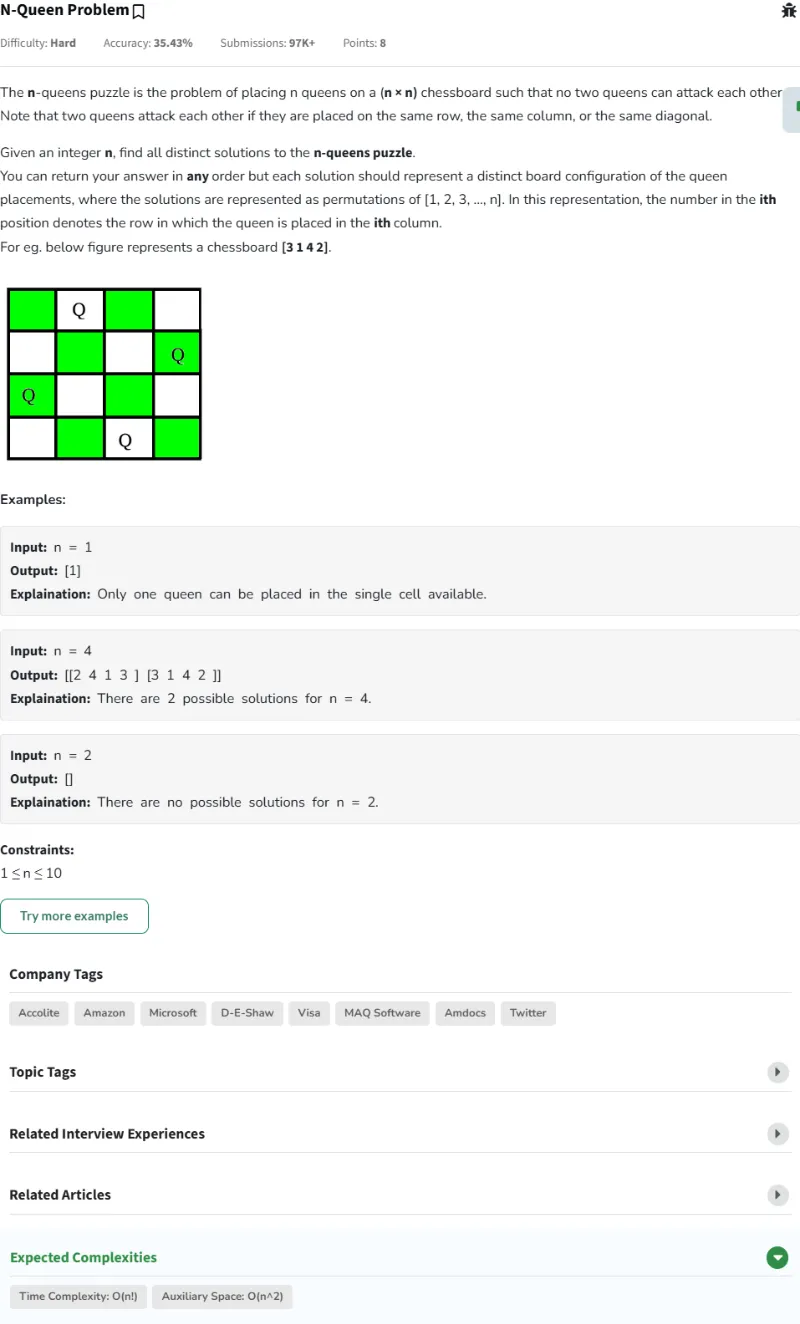 N-Queen Problem
Difficulty: Hard Accuracy: 35.43% Submissions: 97K+ Points: 8
The n-queens puzzle is the problem of placing n queens on a (n × n) chessboard such that no two queens can attack each other
Note that two queens attack each other if they are placed on the same row, the same column, or the same diagonal.
Given an integer n, find all distinct solutions to the n-queens puzzle.
You can return your answer in any order but each solution should represent a distinct board configuration of the queen
placements, where the solutions are represented as permutations of [1, 2, 3, ..., n]. In this representation, the number in the ith
position denotes the row in which the queen is placed in the ith column.
For eg. below figure represents a chessboard [3 1 4 2].
Q
Q
Q
Q
Examples:
Input: n = 1
Output: [1]
Explaination: Only one queen can be placed in the single cell available.
Input: n = 4
Output: [[2 4 1 3 ] [3 1 4 2 ]]
Explaination: There are 2 possible solutions for n = 4.
Input: n = 2
Output: []
Explaination: There are no possible solutions for n = 2.
Constraints:
1 ≤ n ≤ 10
Try more examples
Company Tags
Accolite Amazon Microsoft D-E-Shaw Visa MAQ Software Amdocs Twitter
Topic Tags
Related Interview Experiences
Related Articles
Expected Complexities
Time Complexity: O(n!) Auxiliary Space: O(n^2)